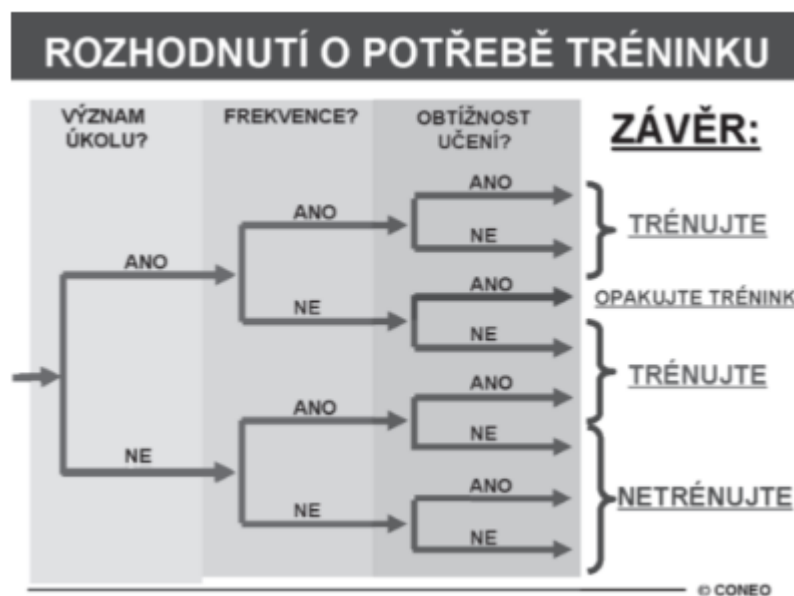 ROZHODNUTÍ O POTŘEBĚ TRÉNINKU
VÝZNAM
ÚKOLU?
FREKVENCE?
OBTÍŽNOST
UČENÍ?
ZÁVĚR:
ANO
ANO
ANO
NE
TRÉNUJTE
NE
ANO
OPAKUJTE TRÉNINK
NE
TRÉNUJTE
NE
ANO
ANO
NE
NETRÉNUJTE
NE
ANO
NE
© CONEO